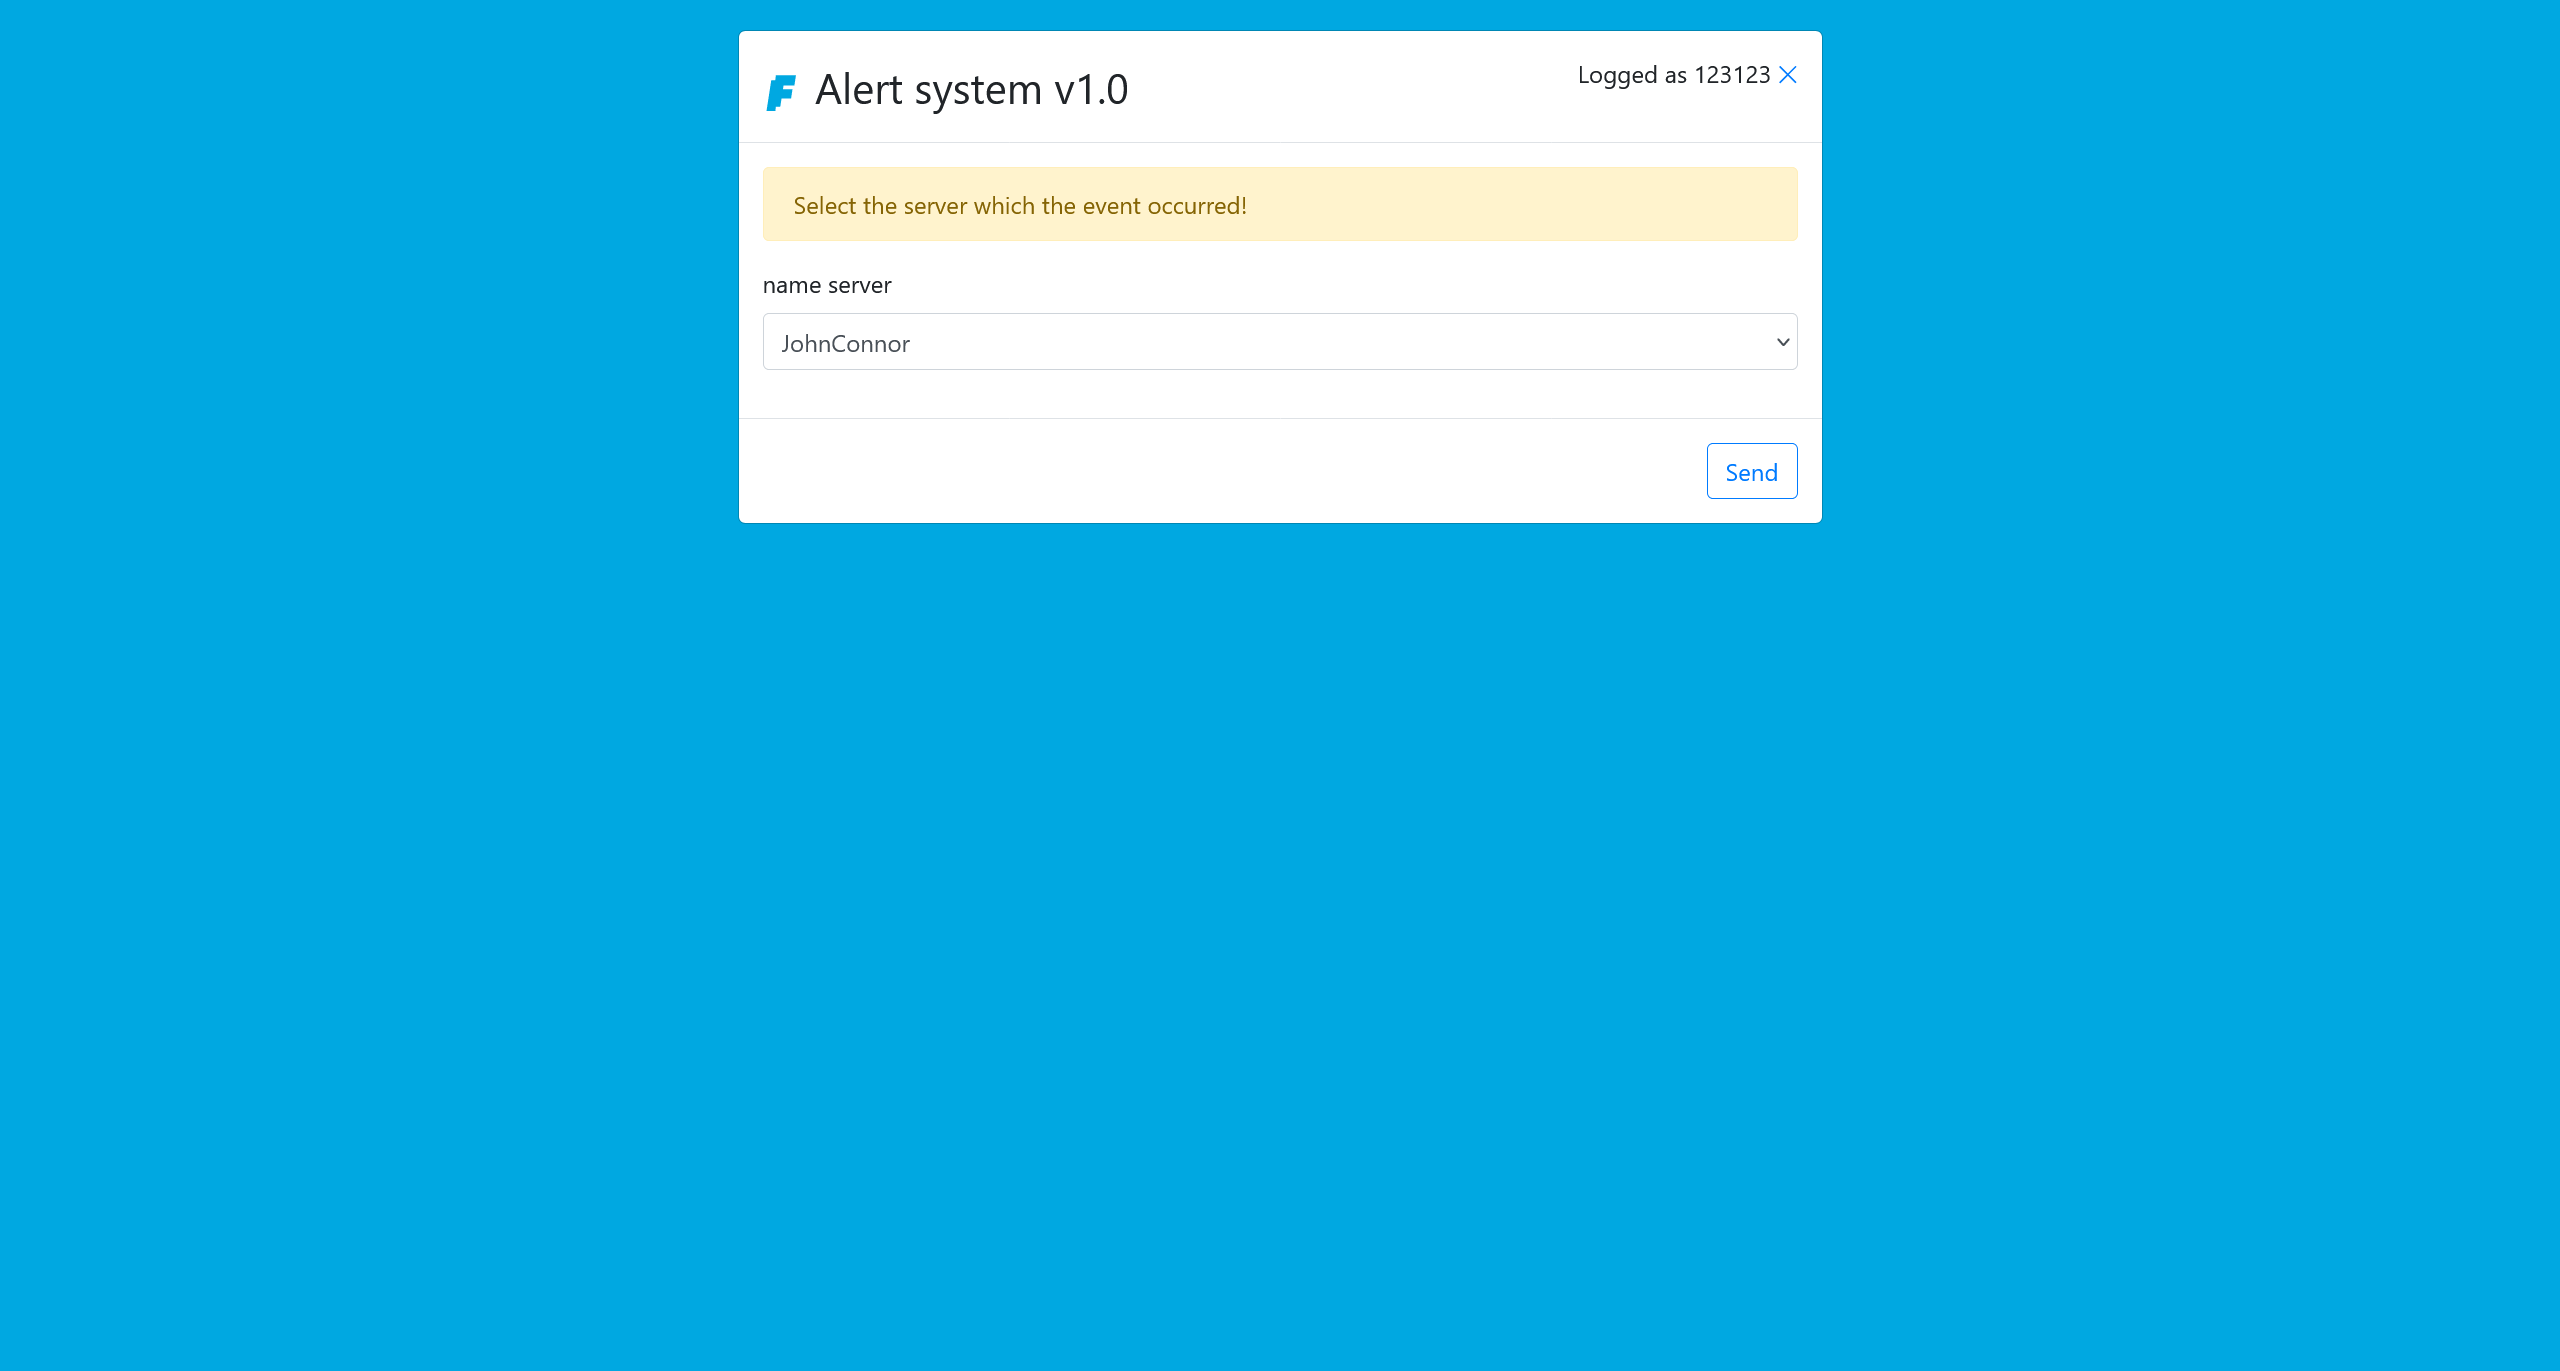 F Alert system v1.0
Logged as 123123
Select the server which the event occurred!
name server
JohnConnor
Send